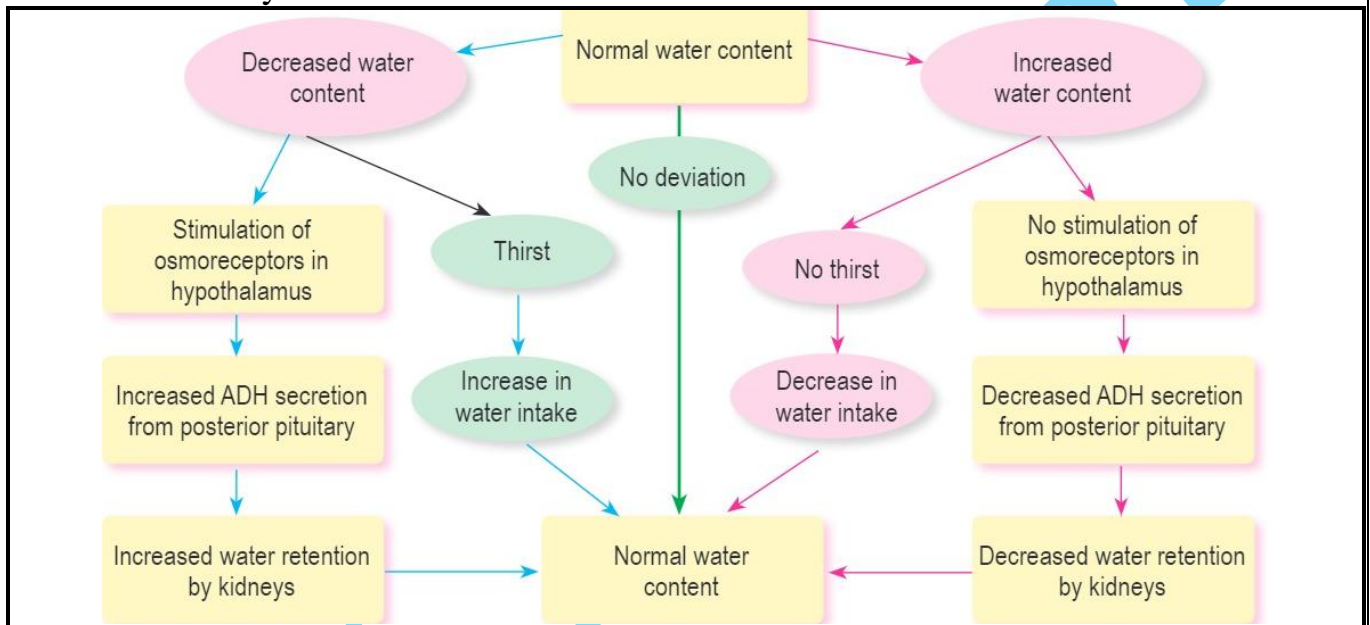 Normal water content
Decreased water
content
Increased
water content
No deviation
Stimulation of
osmoreceptors in
hypothalamus
Thirst
No thirst
No stimulation of
osmoreceptors in
hypothalamus
Increased ADH secretion
from posterior pituitary
Increase in
water intake
Decrease in
water intake
Decreased ADH secretion
from posterior pituitary
Increased water retention
by kidneys
Normal water
content
Decreased water retention
by kidneys